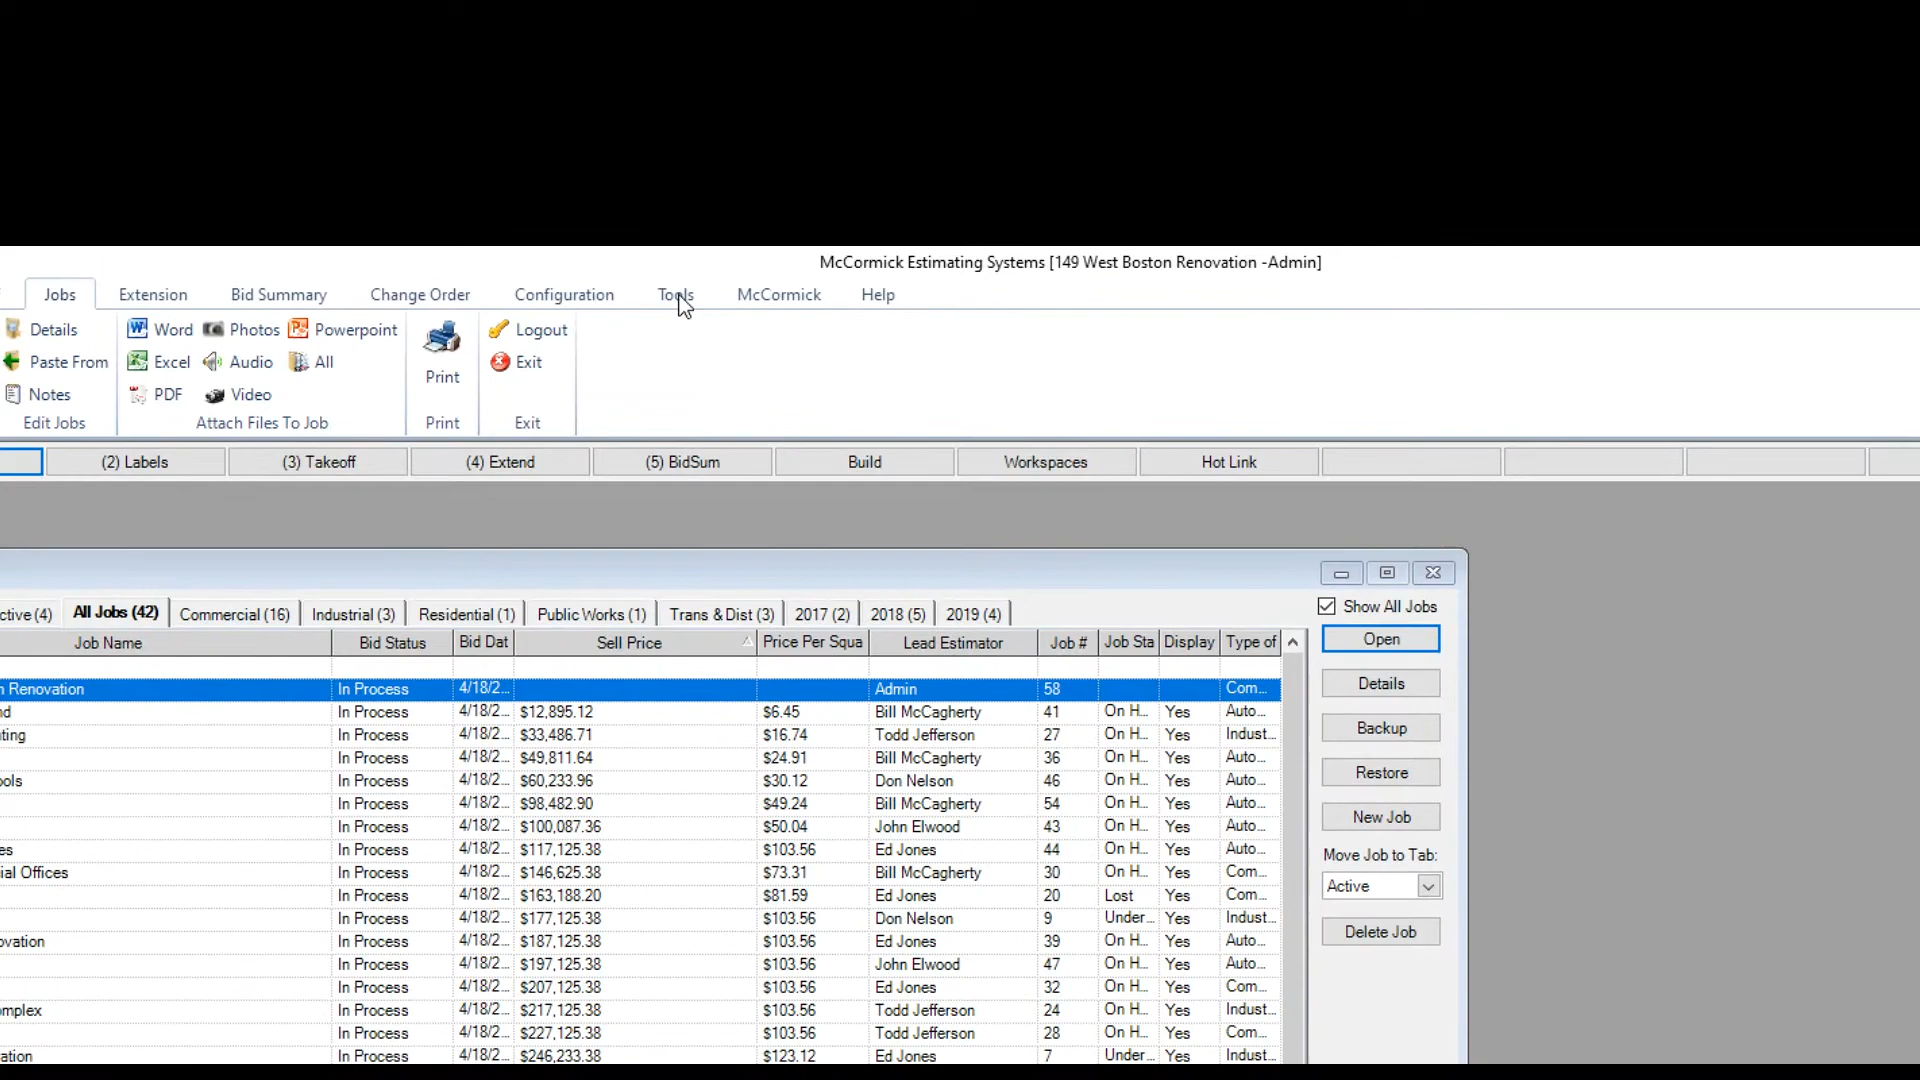 McCormick Estimating Systems [149 West Boston Renovation -Admin]
Jobs Extension Bid Summary Change Order Configuration Tools McCormick Help
Details Word Photos Powerpoint Logout
Paste From Excel Audio All Print Exit
Notes PDF Video
Edit Jobs Attach Files To Job Print Exit
(2) Labels (3) Takeoff (4) Extend (5) BidSum Build Workspaces Hot Link
ctive (4) All Jobs (42) Commercial (16) Industrial (3) Residential (1) Public Works (1) Trans & Dist (3) 2017 (2) 2018 (5) 2019 (4) Show All Jobs
Job Name Bid Status Bid Dat Sell Price Price Per Squa Lead Estimator Job # Job Sta Display Type of Open
n Renovation In Process 4/18/2... Admin 58 Com... Details
nd In Process 4/18/2... $12,895.12 $6.45 Bill McCagherty 41 On H... Yes Auto...
ting In Process 4/18/2... $33,486.71 $16.74 Todd Jefferson 27 On H... Yes Indust... Backup
In Process 4/18/2... $49,811.64 $24.91 Bill McCagherty 36 On H... Yes Auto...
ools In Process 4/18/2... $60,233.96 $30.12 Don Nelson 46 On H... Yes Auto... Restore
In Process 4/18/2... $98,482.90 $49.24 Bill McCagherty 54 On H... Yes Auto...
In Process 4/18/2... $100,087.36 $50.04 John Elwood 43 On H... Yes Auto... New Job
es In Process 4/18/2... $117,125.38 $103.56 Ed Jones 44 On H... Yes Auto... Move Job to Tab:
ial Offices In Process 4/18/2... $146,625.38 $73.31 Bill McCagherty 30 On H... Yes Com... Active
In Process 4/18/2... $163,188.20 $81.59 Ed Jones 20 Lost Yes Com...
In Process 4/18/2... $177,125.38 $103.56 Don Nelson 9 Under... Yes Indust...
ovation In Process 4/18/2... $187,125.38 $103.56 Ed Jones 39 On H... Yes Auto... Delete Job
In Process 4/18/2... $197,125.38 $103.56 John Elwood 47 On H... Yes Auto...
In Process 4/18/2... $207,125.38 $103.56 Ed Jones 32 On H... Yes Com...
omplex In Process 4/18/2... $217,125.38 $103.56 Todd Jefferson 24 On H... Yes Indust...
In Process 4/18/2... $227,125.38 $103.56 Todd Jefferson 28 On H... Yes Com...
ation In Process 4/18/2... $246,233.38 $123.12 Ed Jones 7 Under... Yes Indust...